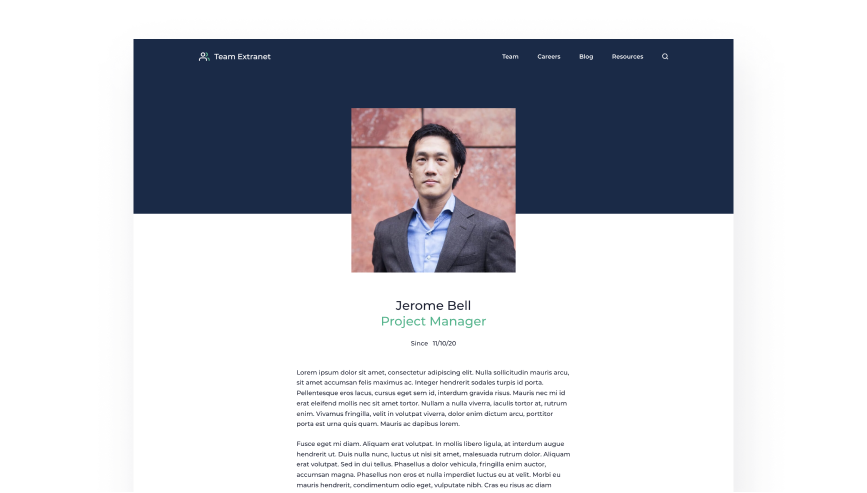 Team Extranet
Team Careers Blog Resources
Jerome Bell
Project Manager
Since 11/10/20
Lorem ipsum dolor sit amet, consectetur adipiscing elit. Nulla sollicitudin mauris arcu,
sit amet accumsan felis maximus ac. Integer hendrerit sodales turpis id porta.
Pellentesque eros lacus, cursus eget sem id, interdum gravida risus. Mauris nec mi id
erat eleifend mollis nec sit amet tortor. Nullam a nulla viverra, iaculis tortor at, rutrum
enim. Vivamus fringilla, velit in volutpat viverra, dolor enim dictum arcu, porttitor
porta est urna quis quam. Mauris ac dapibus lorem.
Fusce eget mi diam. Aliquam erat volutpat. In mollis libero ligula, at interdum augue
hendrerit ut. Duis nulla nunc, luctus ut nisi sit amet, malesuada rutrum dolor. Aliquam
erat volutpat. Sed in dui tellus. Phasellus a dolor vehicula, fringilla enim auctor,
accumsan magna. Phasellus non eros et nulla imperdiet luctus eu at velit. Morbi eu
mauris hendrerit, condimentum odio eget, vulputate nibh. Cras eu risus ac diam